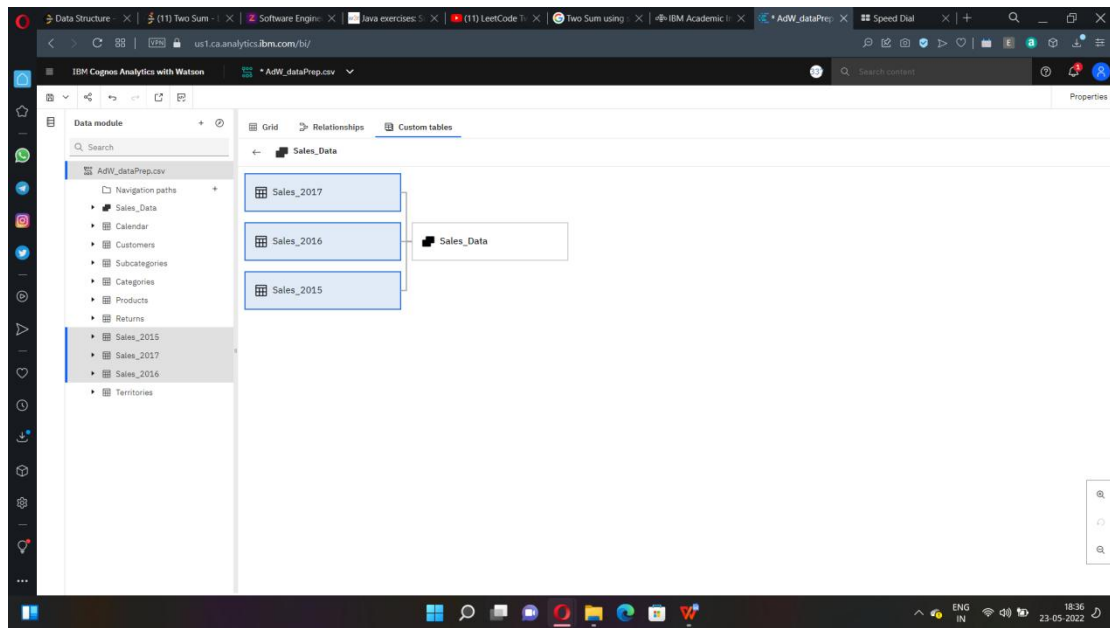 Data Structure - (11) Two Sum - Software Engine Java exercises: S (11) LeetCode Tv Two Sum using IBM Academic I * AdW_dataPrep Speed Dial
VPN us1.ca.analytics.ibm.com/bi/
IBM Cognos Analytics with Watson * AdW_dataPrep.csv Search content
Properties
Data module
Grid Relationships Custom tables
Search
Sales_Data
AdW_dataPrep.csv
Navigation paths
Sales_Data
Calendar
Customers
Subcategories
Categories
Products
Returns
Sales_2015
Sales_2017
Sales_2016
Territories
Sales_2017
Sales_2016
Sales_Data
Sales_2015
ENG
IN
18:36
23-05-2022